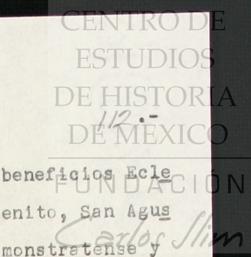 CENTRO DE
ESTUDIOS
DE HISTORIA
112.-
DE MÉXICO
beneficios Ecle
FUNDACIÓN
enito, San Agus
Carlos Slim
monstratense y